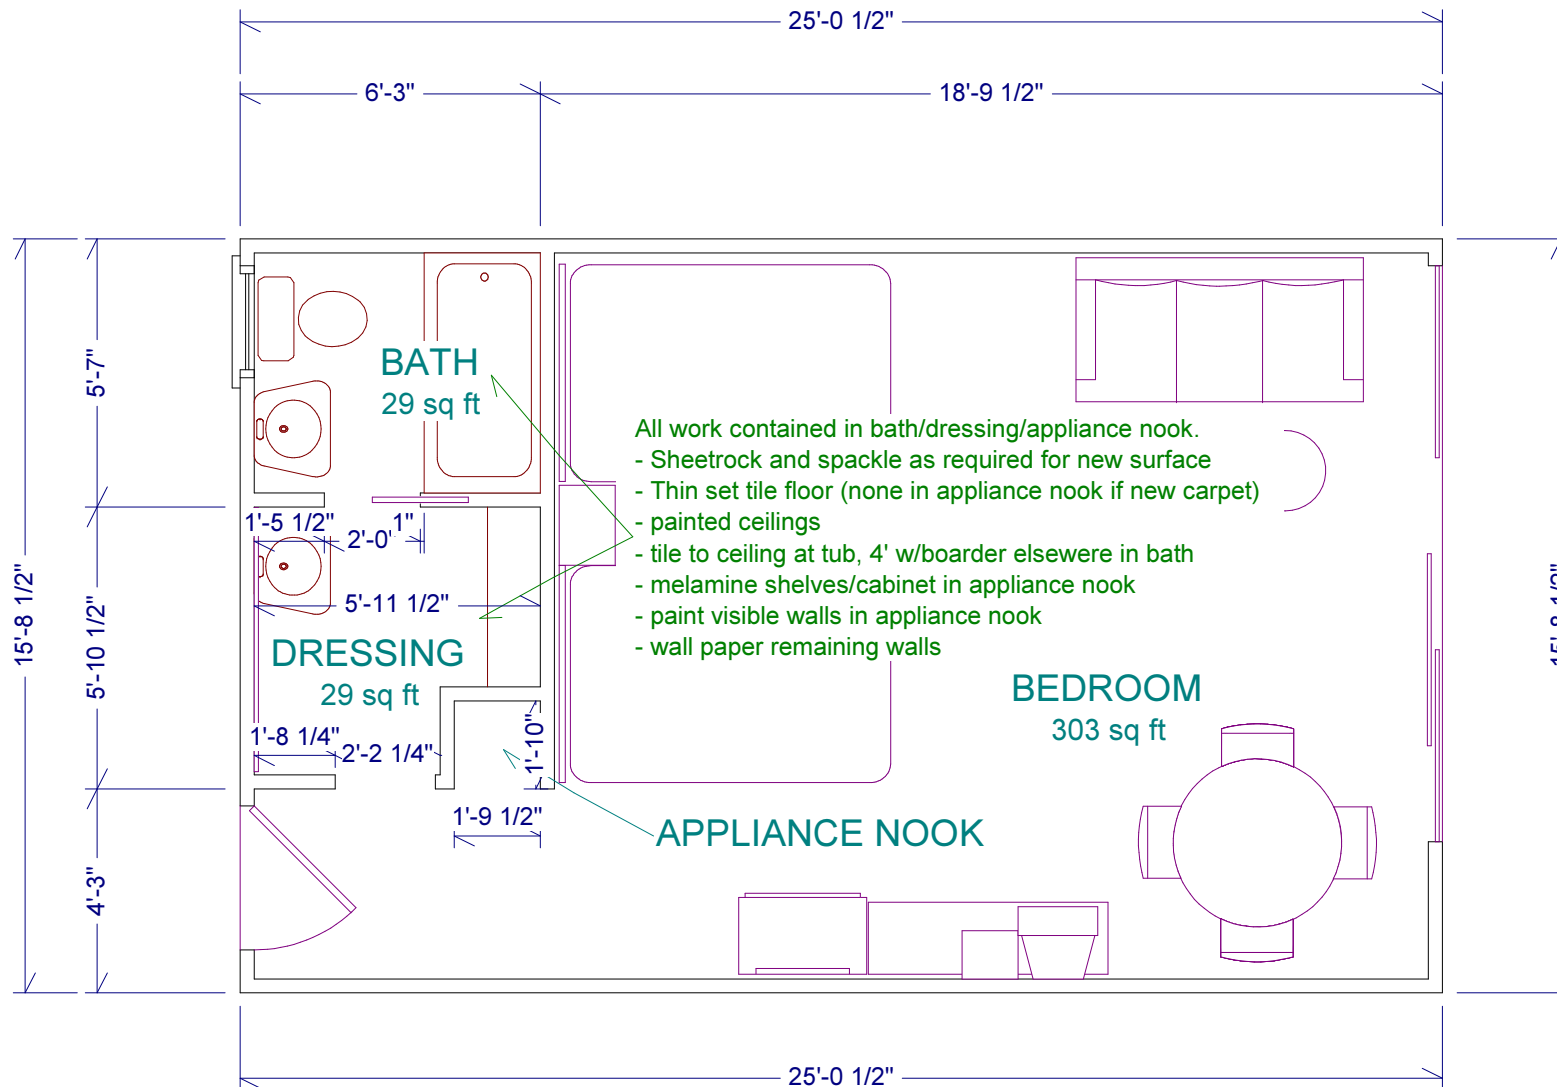 25'-0 1/2"
6'-3"
18'-9 1/2"
15'-8 1/2"
5'-7"
5'-10 1/2"
4'-3"
15'-8 1/2"
BATH
29 sq ft
All work contained in bath/dressing/appliance nook.
- Sheetrock and spackle as required for new surface
- Thin set tile floor (none in appliance nook if new carpet)
- painted ceilings
- tile to ceiling at tub, 4' w/boarder elsewere in bath
- melamine shelves/cabinet in appliance nook
- paint visible walls in appliance nook
- wall paper remaining walls
1'-5 1/2"
2'-0"
1"
5'-11 1/2"
DRESSING
29 sq ft
BEDROOM
303 sq ft
1'-8 1/4"
2'-2 1/4"
1'-10"
1'-9 1/2"
APPLIANCE NOOK
25'-0 1/2"